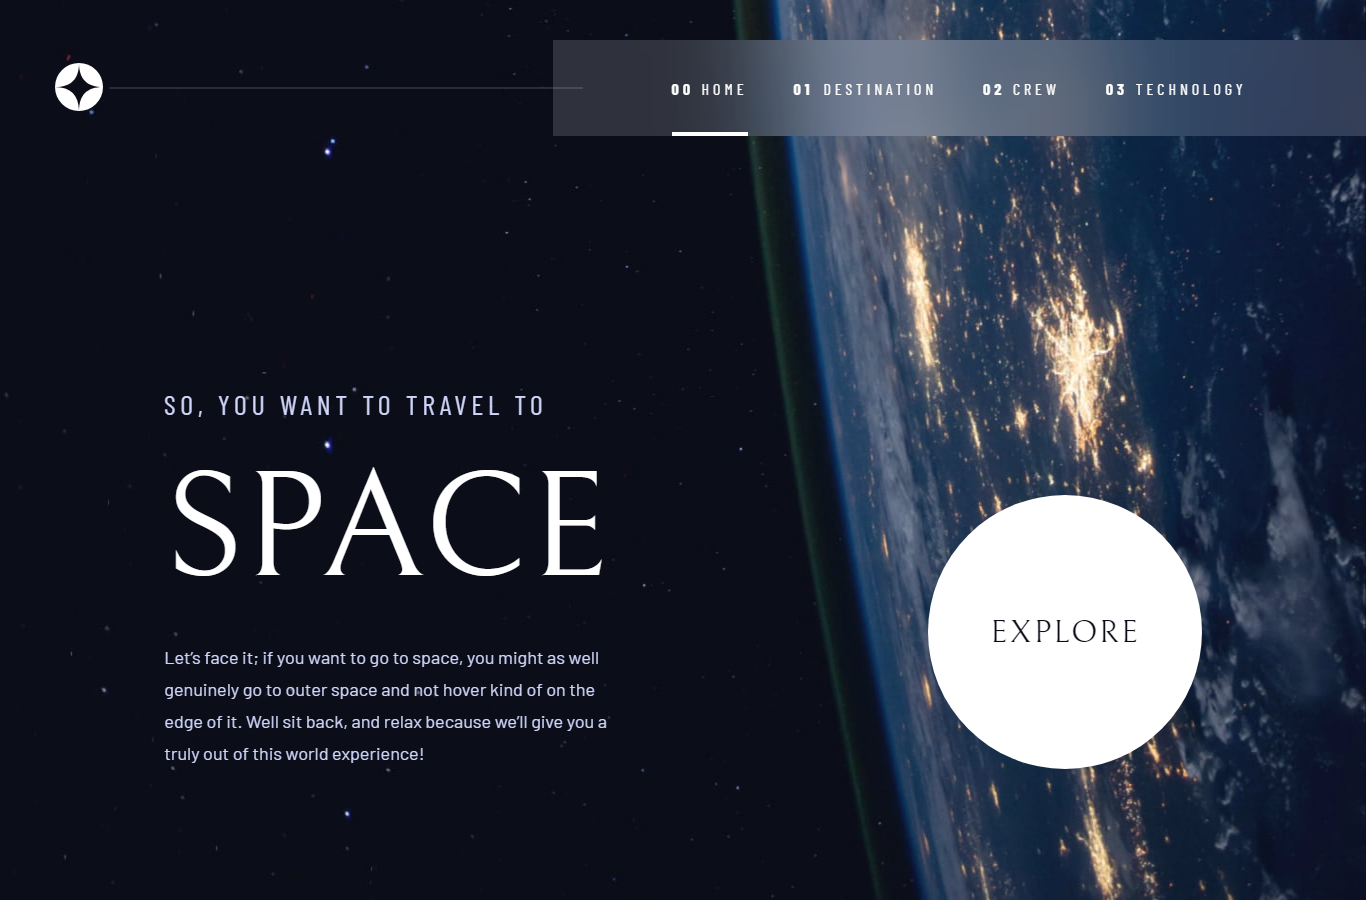 00 HOME 01 DESTINATION 02 CREW 03 TECHNOLOGY
SO, YOU WANT TO TRAVEL TO
SPACE
Let’s face it; if you want to go to space, you might as well
genuinely go to outer space and not hover kind of on the
edge of it. Well sit back, and relax because we’ll give you a
truly out of this world experience!
EXPLORE